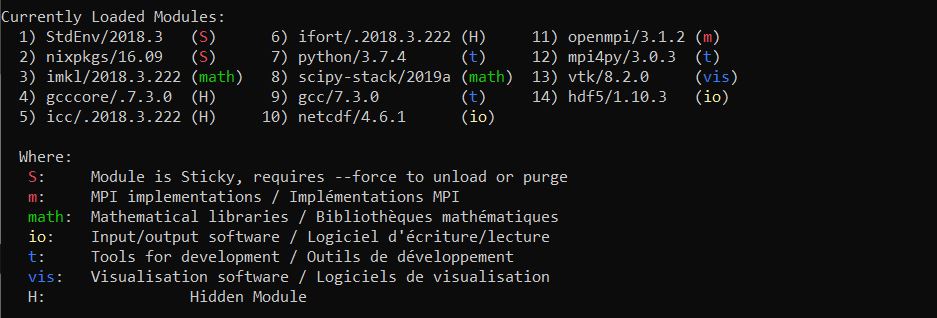 Currently Loaded Modules:
1) StdEnv/2018.3 (S) 6) ifort/.2018.3.222 (H) 11) openmpi/3.1.2 (m)
2) nixpkgs/16.09 (S) 7) python/3.7.4 (t) 12) mpi4py/3.0.3 (t)
3) imkl/2018.3.222 (math) 8) scipy-stack/2019a (math) 13) vtk/8.2.0 (vis)
4) gcccore/.7.3.0 (H) 9) gcc/7.3.0 (t) 14) hdf5/1.10.3 (io)
5) icc/.2018.3.222 (H) 10) netcdf/4.6.1 (io)
Where:
S: Module is Sticky, requires --force to unload or purge
m: MPI implementations / Implémentations MPI
math: Mathematical libraries / Bibliothèques mathématiques
io: Input/output software / Logiciel d'écriture/lecture
t: Tools for development / Outils de développement
vis: Visualisation software / Logiciels de visualisation
H: Hidden Module